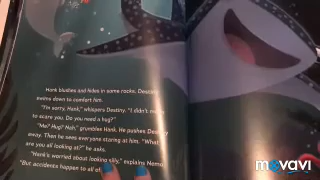 Hank blushes and hides in some rocks. Destiny
swims down to comfort him.
"I'm sorry, Hank," whispers Destiny. "I didn't mean
to scare you. Do you need a hug?"
"Me? Hug? Nah," grumbles Hank. He pushes Destiny
away. Then he sees everyone staring at him. "What
are you all looking at?" he asks.
"Hank's worried about looking silly," explains Nemo.
"But accidents happen to all of
movavi